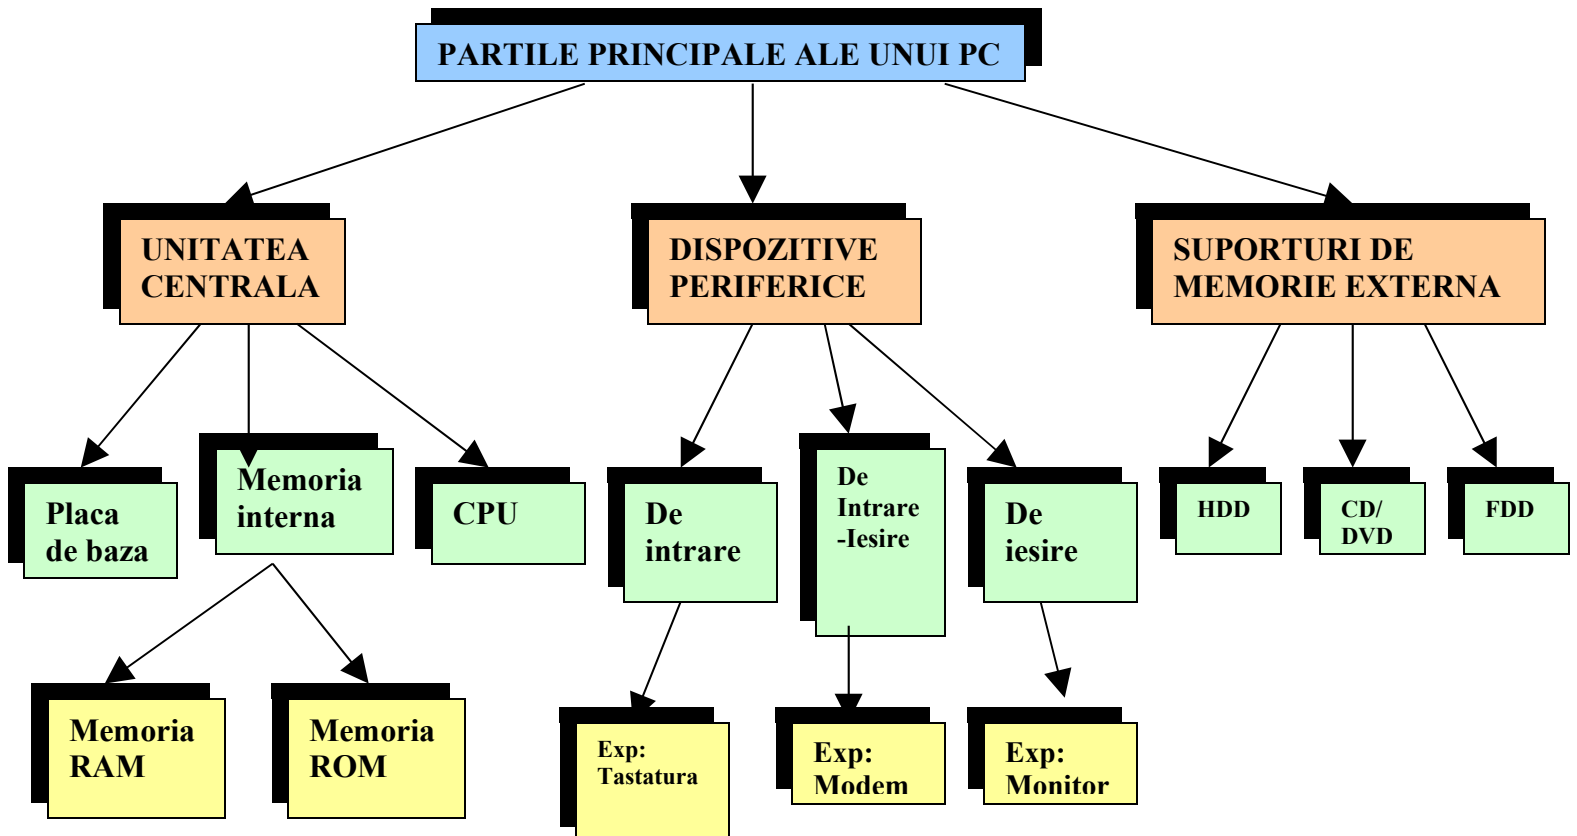 PARTILE PRINCIPALE ALE UNUI PC
UNITATEA
CENTRALA
DISPOZITIVE
PERIFERICE
SUPORTURI DE
MEMORIE EXTERNA
Placa
de baza
Memoria
interna
CPU
De
intrare
De
Intrare
-Iesire
De
iesire
HDD
CD/
DVD
FDD
Memoria
RAM
Memoria
ROM
Exp:
Tastatura
Exp:
Modem
Exp:
Monitor